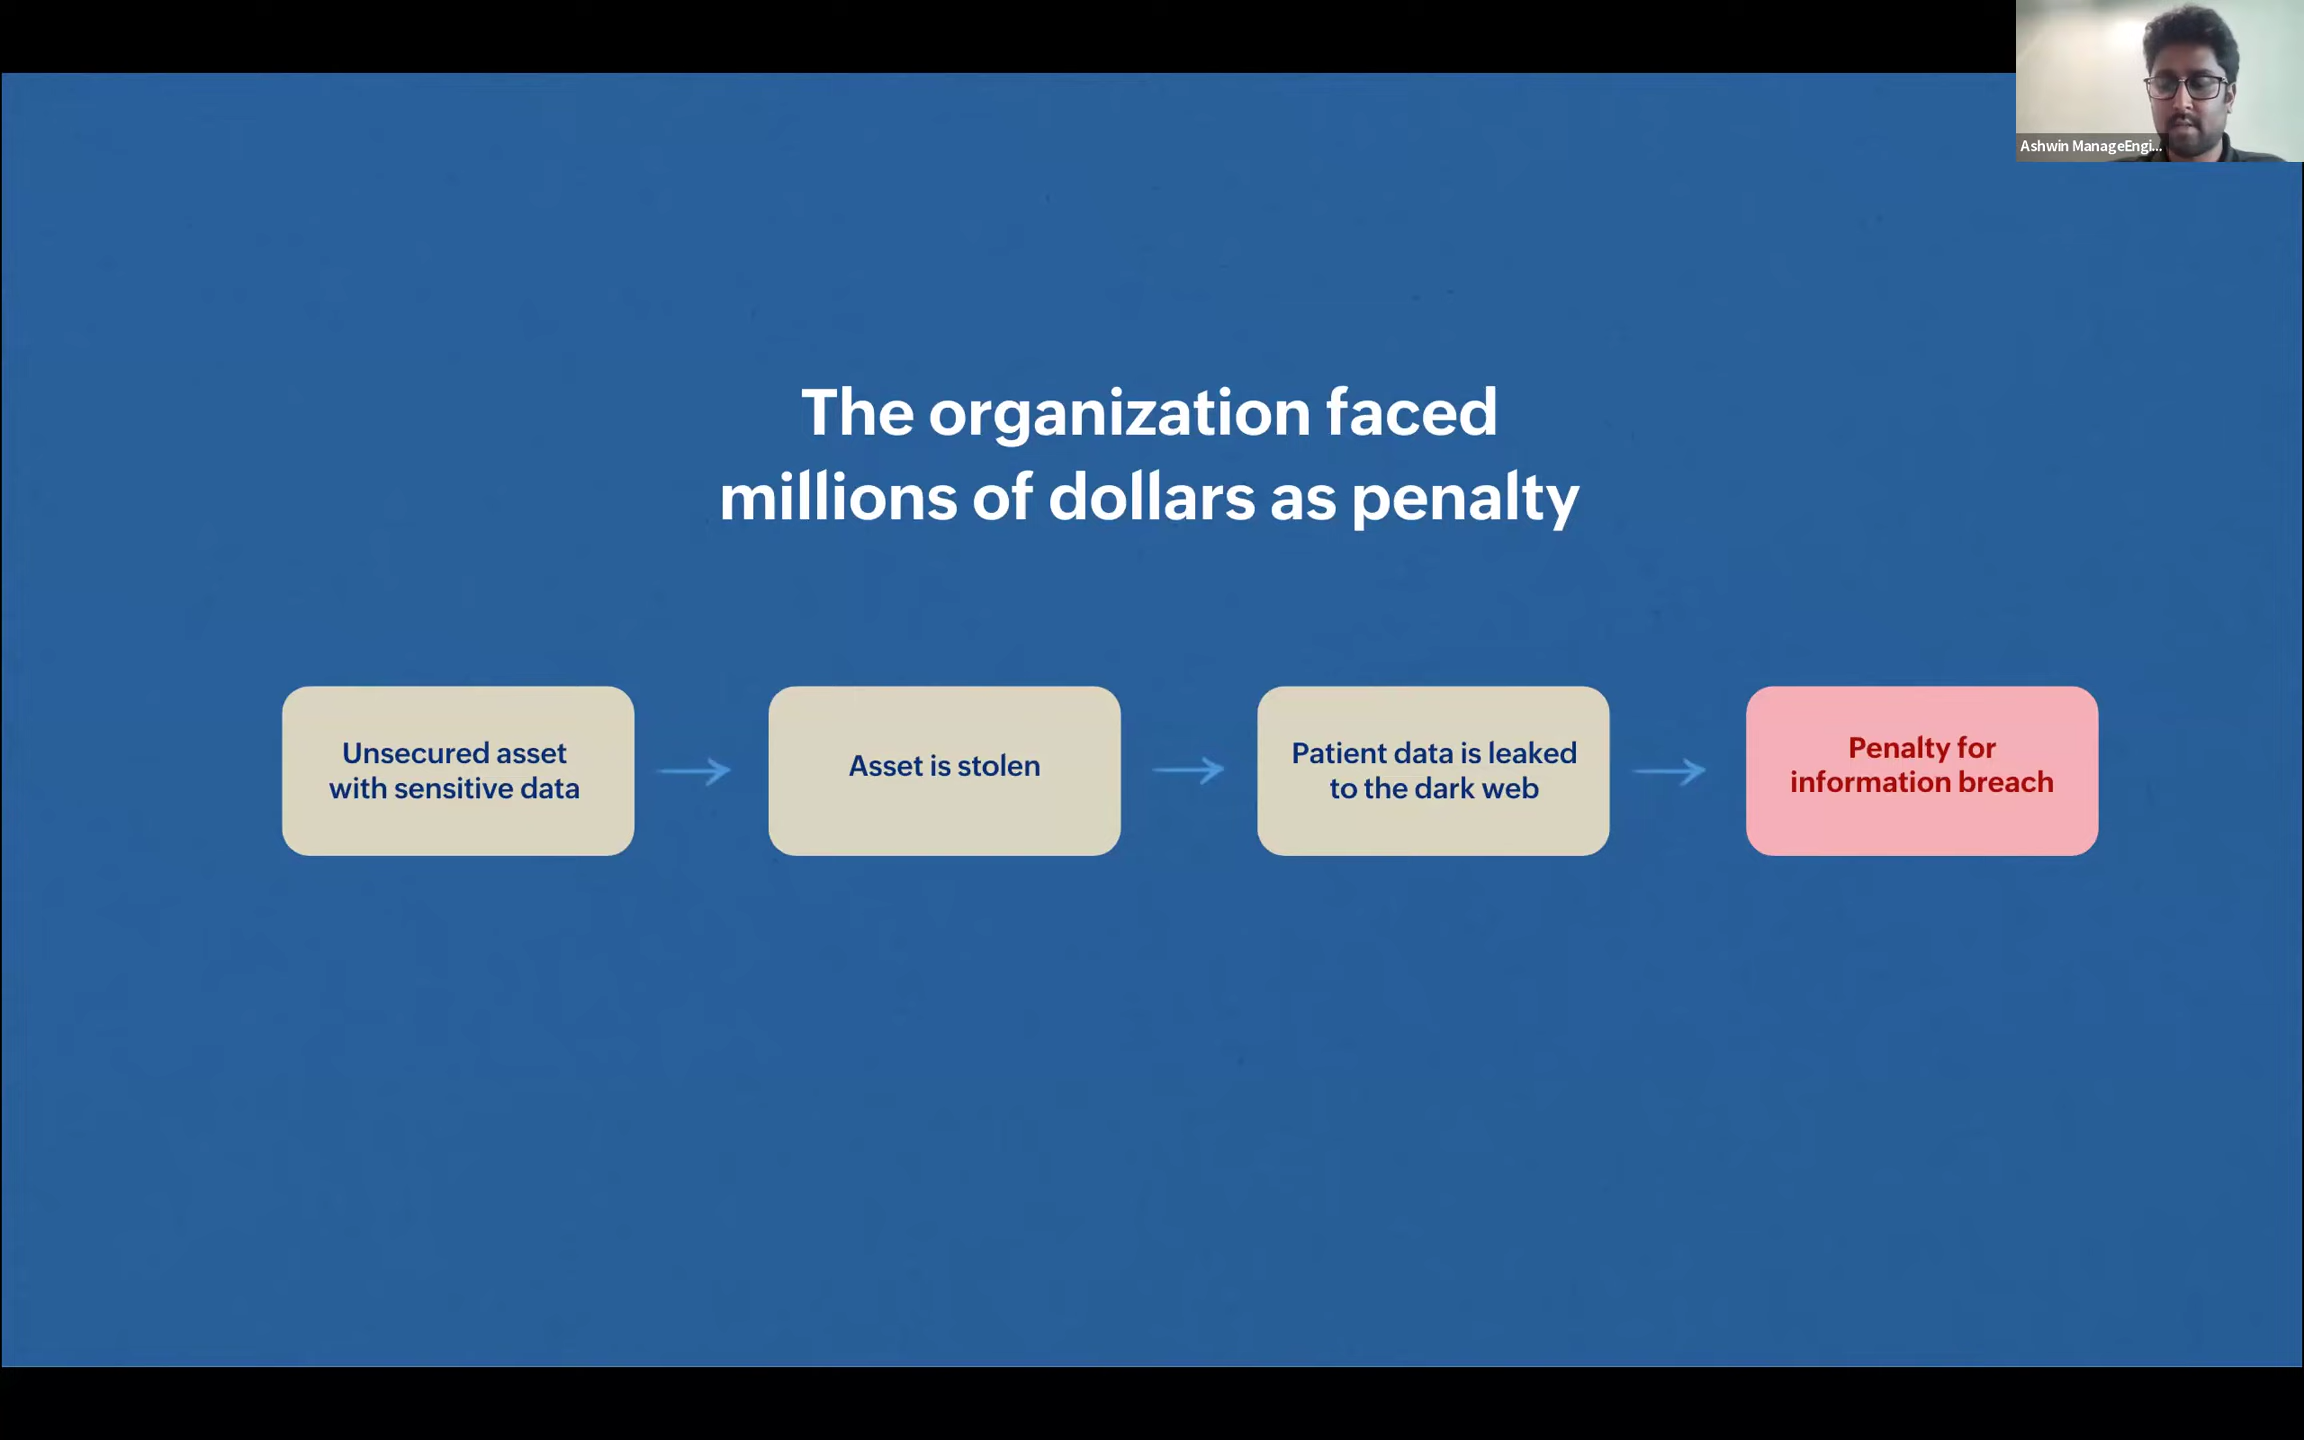 Ashwin ManageEngi...
The organization faced
millions of dollars as penalty
Unsecured asset
with sensitive data
Asset is stolen
Patient data is leaked
to the dark web
Penalty for
information breach